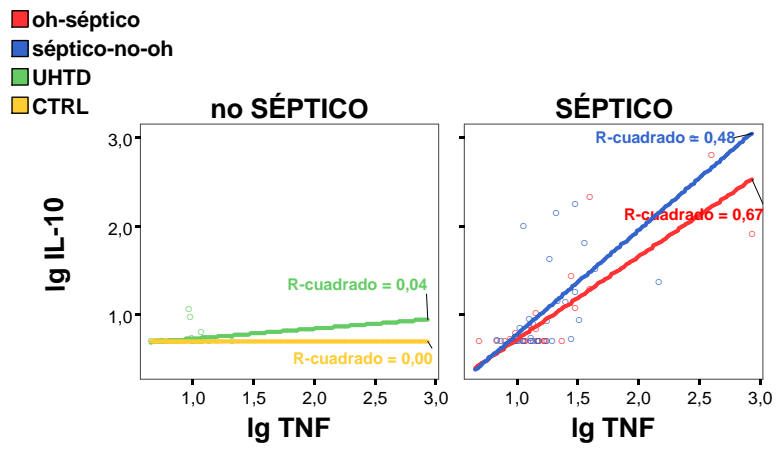 oh-séptico
séptico-no-oh
UHTD
CTRL
no SÉPTICO
SÉPTICO
lg IL-10
3,0
2,0
1,0
R-cuadrado = 0,04
R-cuadrado = 0,00
R-cuadrado = 0,48
R-cuadrado = 0,67
1,0 1,5 2,0 2,5 3,0
1,0 1,5 2,0 2,5 3,0
lg TNF
lg TNF